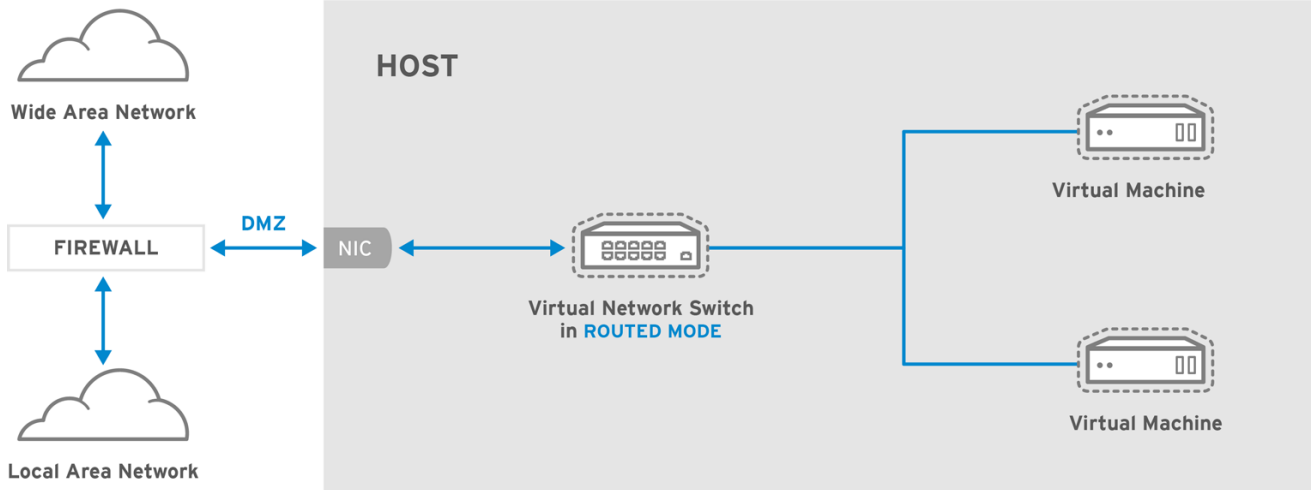 HOST
Wide Area Network
Virtual Machine
DMZ
FIREWALL
NIC
Virtual Network Switch
in ROUTED MODE
Virtual Machine
Local Area Network